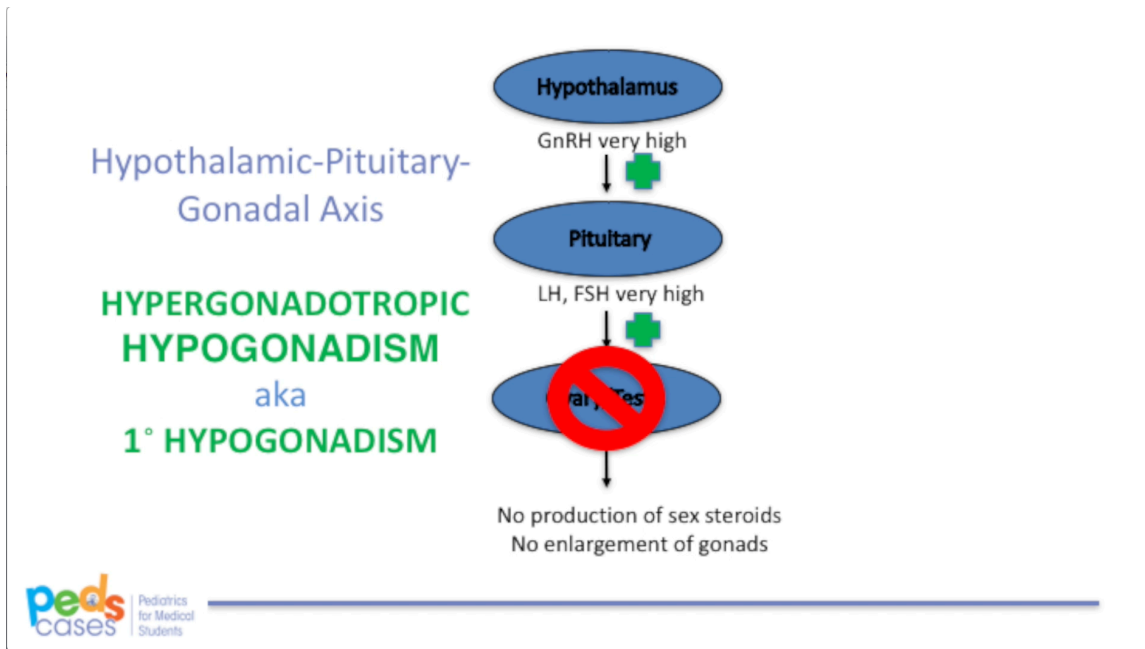 Hypothalamus
GnRH very high
Hypothalamic-Pituitary-
Gonadal Axis
Pituitary
LH, FSH very high
HYPERGONADOTROPIC
HYPOGONADISM
aka
1° HYPOGONADISM
No production of sex steroids
No enlargement of gonads
peds
cases
Pediatrics
for Medical
Students